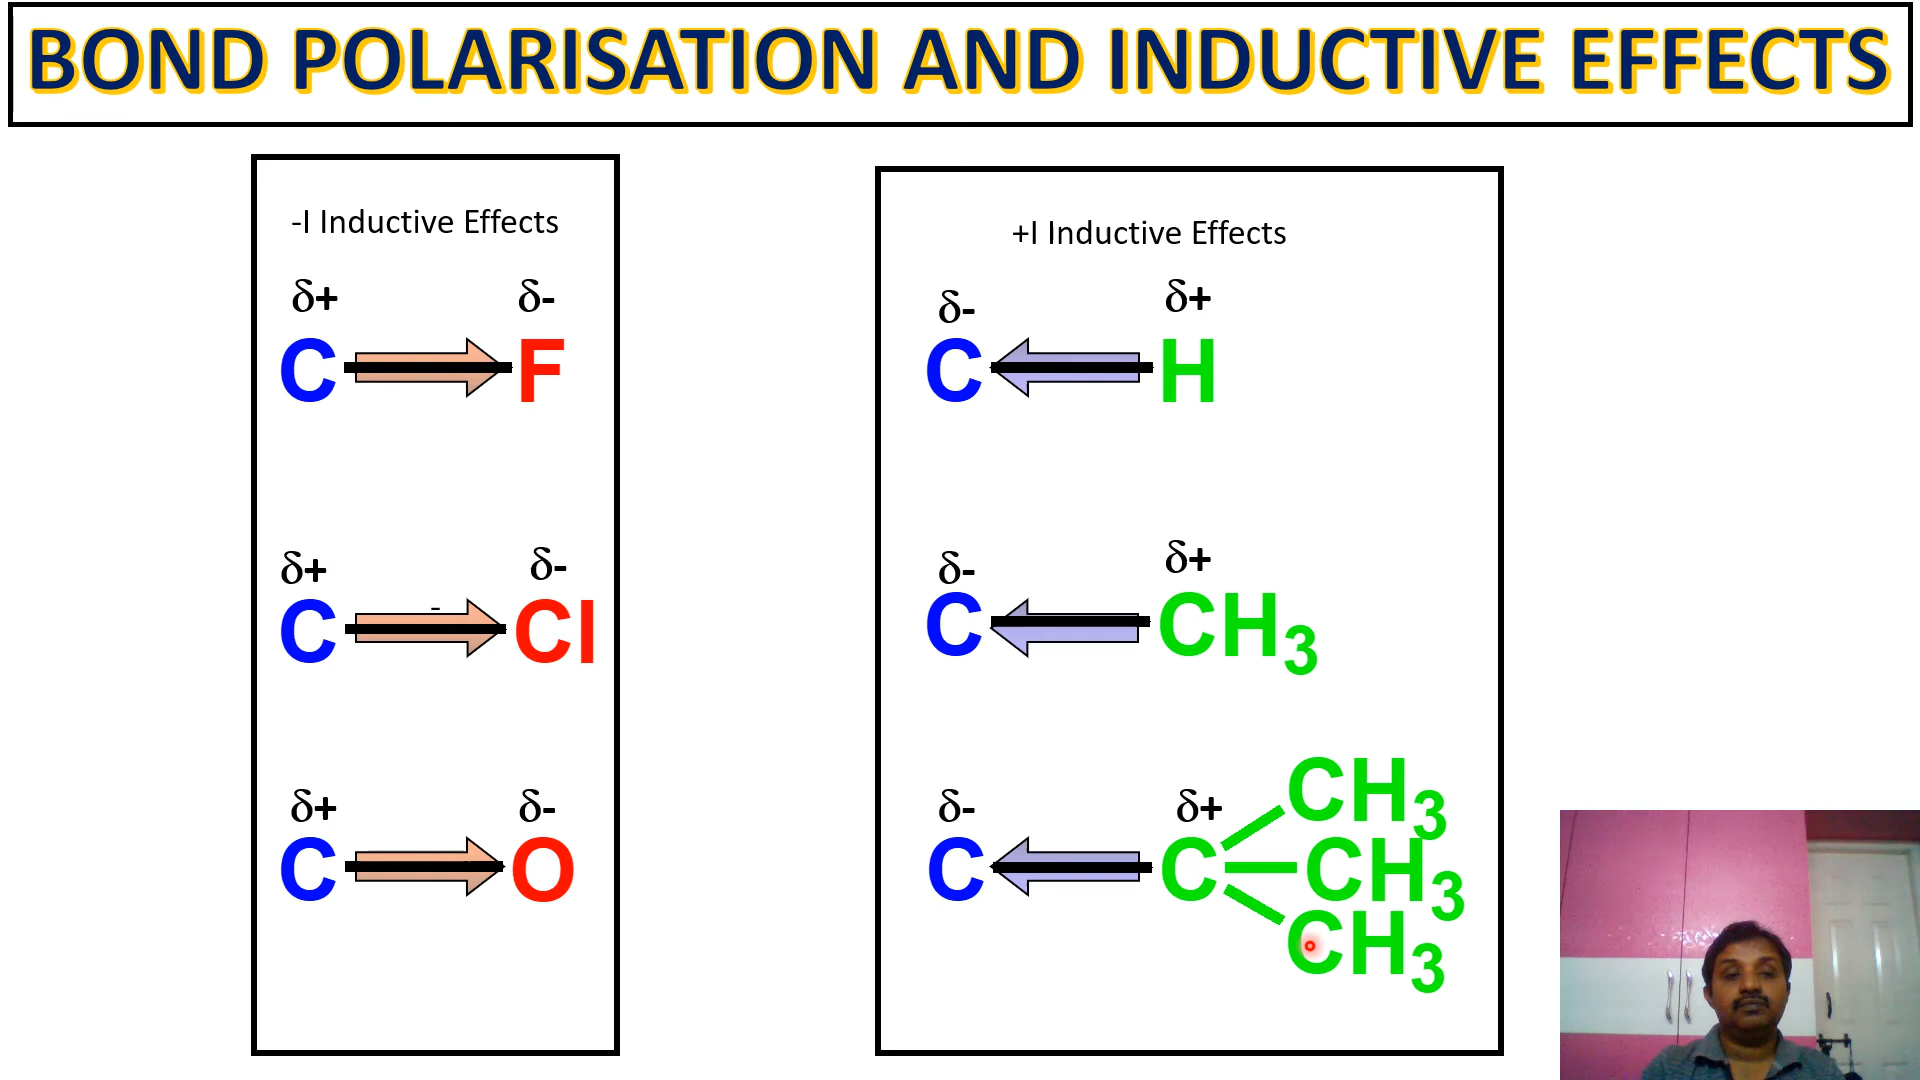 BOND POLARISATION AND INDUCTIVE EFFECTS
-I Inductive Effects
δ+ δ-
C F
δ+ δ-
C - Cl
δ+ δ-
C O
+I Inductive Effects
δ- δ+
C H
δ- δ+
C CH3
CH3
δ- δ+
C C CH3
CH3